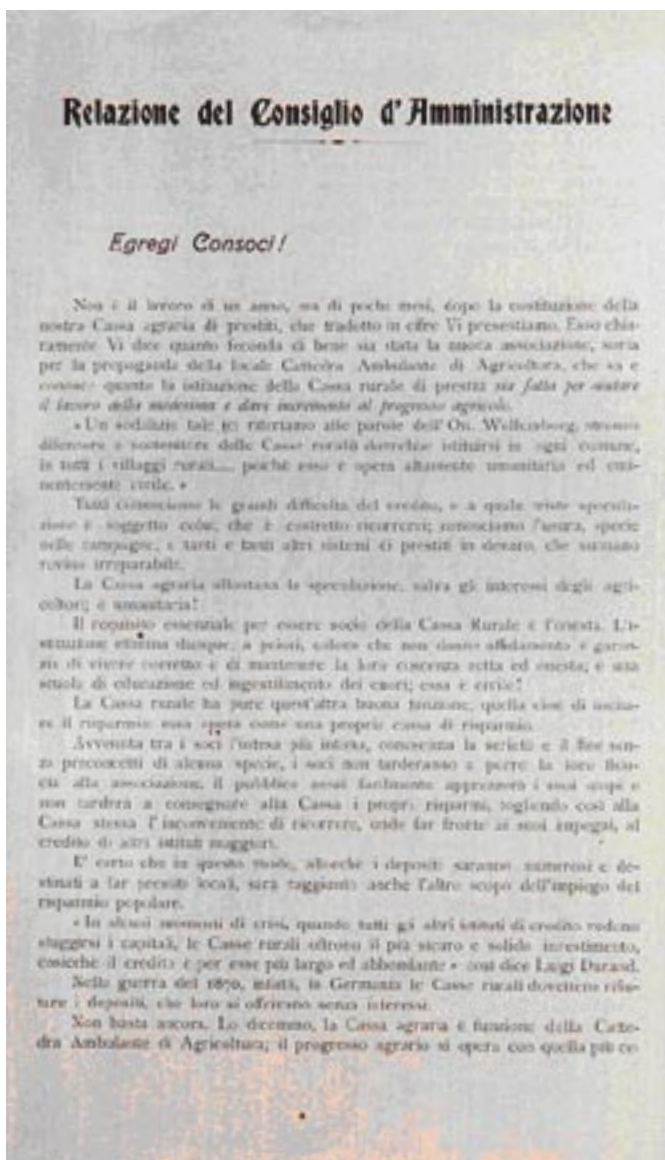 Relazione del Consiglio d'Amministrazione
Egregi Consoci!
Non è il lavoro di un anno, ma di pochi mesi, dopo la costituzione della
nostra Cassa agraria di prestiti, che tradotto in cifre Vi presentiamo. Esso chia-
ramente Vi dice quanto feconda di bene sia stata la nuova associazione, sorta
per la propaganda della locale Cattedra Ambulante di Agricoltura, che sa e
conosce quanto la istituzione della Cassa rurale di prestiti sia fatta per aiutare
il lavoro della medesima e dare incremento al progresso agricolo.
«Un sodalizio tale ci riferiamo alle parole dell'On. Wollemborg,
difensore e sostenitore delle Casse rurali dovrebbe istituirsi in ogni comune,
in tutti i villaggi rurali.... poichè esso è opera altamente umanitaria ed emi-
nentemente civile.»
Tutti conosciamo le grandi difficoltà del credito, e a quale triste specula-
zione è soggetto colui, che è costretto ricorrervi; conosciamo l'usura, specie
nelle campagne, e tanti e tanti altri sistemi di prestiti in denaro, che
rovine irreparabili.
La Cassa agraria allontana la speculazione, salva gli interessi degli agri-
coltori; è umanitaria!
Il requisito essenziale per essere socio della Cassa Rurale è l'onestà. L'i-
stituzione elimina dunque, a priori, coloro che non danno affidamento e garan-
zia di vivere corretto e di mantenere la loro coscienza retta ed onesta; è una
scuola di educazione ed ingentilimento dei cuori; essa è civile!
La Cassa rurale ha pure quest'altra buona funzione, quella cioè di incita-
re il risparmio: essa opera come una propria cassa di risparmio.
Avvenuta tra i soci l'intesa più intima, conosciuta la serietà e il fine sen-
za preconcetti di alcuna specie, i soci non tarderanno a porre la loro fidu-
cia alla associazione, il pubblico assai facilmente apprezzerà i suoi scopi e
non tarderà a consegnare alla Cassa i propri risparmi, togliendo così alla
Cassa stessa l'inconveniente di ricorrere, onde far fronte ai suoi impegni, al
credito di altri istituti maggiori.
E' certo che in questo modo, allorchè i depositi saranno numerosi e de-
stinati a far prestiti locali, sarà raggiunto anche l'altro scopo dell'impiego del
risparmio popolare.
«In alcuni momenti di crisi, quando tutti gli altri istituti di credito vedono
sfuggirsi i capitali, le Casse rurali offrono il più sicuro e solido investimento,
cosicchè il credito è per esse più largo ed abbondante» così dice Luigi Durand.
Nella guerra del 1870, infatti, in Germania le Casse rurali dovettero rifiu-
tare i depositi, che loro si offrivano senza interessi.
Non basta ancora. Lo dicemmo, la Cassa agraria è funzione della Catte-
dra Ambulante di Agricoltura; il progresso agrario si opera con quella più ce-